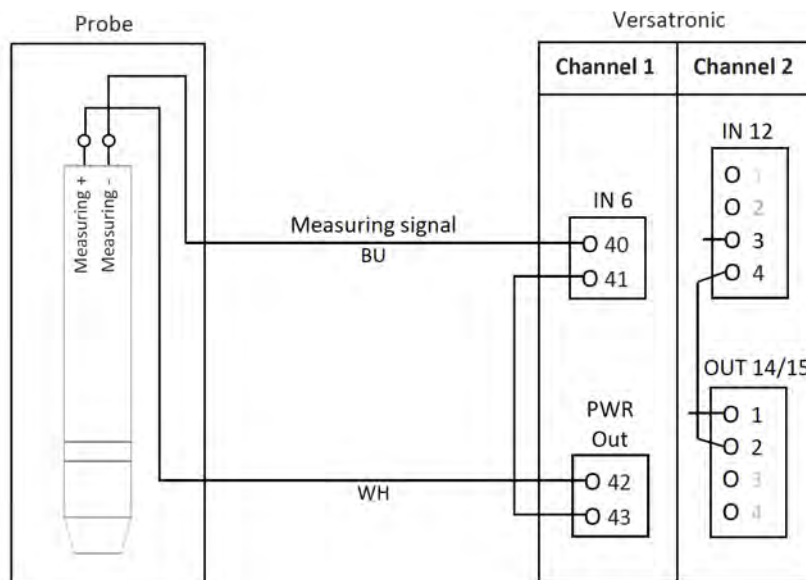 Probe
Versatronic
Channel 1
Channel 2
Measuring +
Measuring -
Measuring signal
BU
WH
IN 6
40
41
PWR
Out
42
43
IN 12
1
2
3
4
OUT 14/15
1
2
3
4